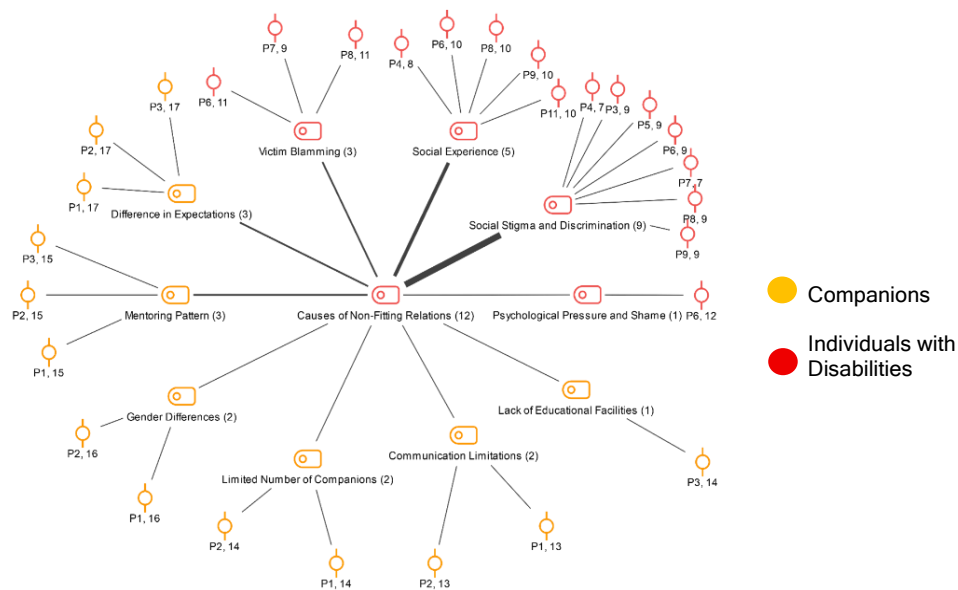 P7, 9
P8, 11
P6, 11
P4, 8
P6, 10
P8, 10
P9, 10
P11, 10
P3, 17
P2, 17
P1, 17
P4, 7
P3, 9
P5, 9
P6, 9
P7, 7
P8, 9
P9, 9
Victim Blamming (3)
Social Experience (5)
Difference in Expectations (3)
Social Stigma and Discrimination (9)
P3, 15
P2, 15
P1, 15
Mentoring Pattern (3)
Causes of Non-Fitting Relations (12)
Psychological Pressure and Shame (1)
P6, 12
Companions
Individuals with
Disabilities
Gender Differences (2)
P2, 16
P1, 16
Limited Number of Companions (2)
P2, 14
P1, 14
Communication Limitations (2)
P2, 13
P1, 13
Lack of Educational Facilities (1)
P3, 14